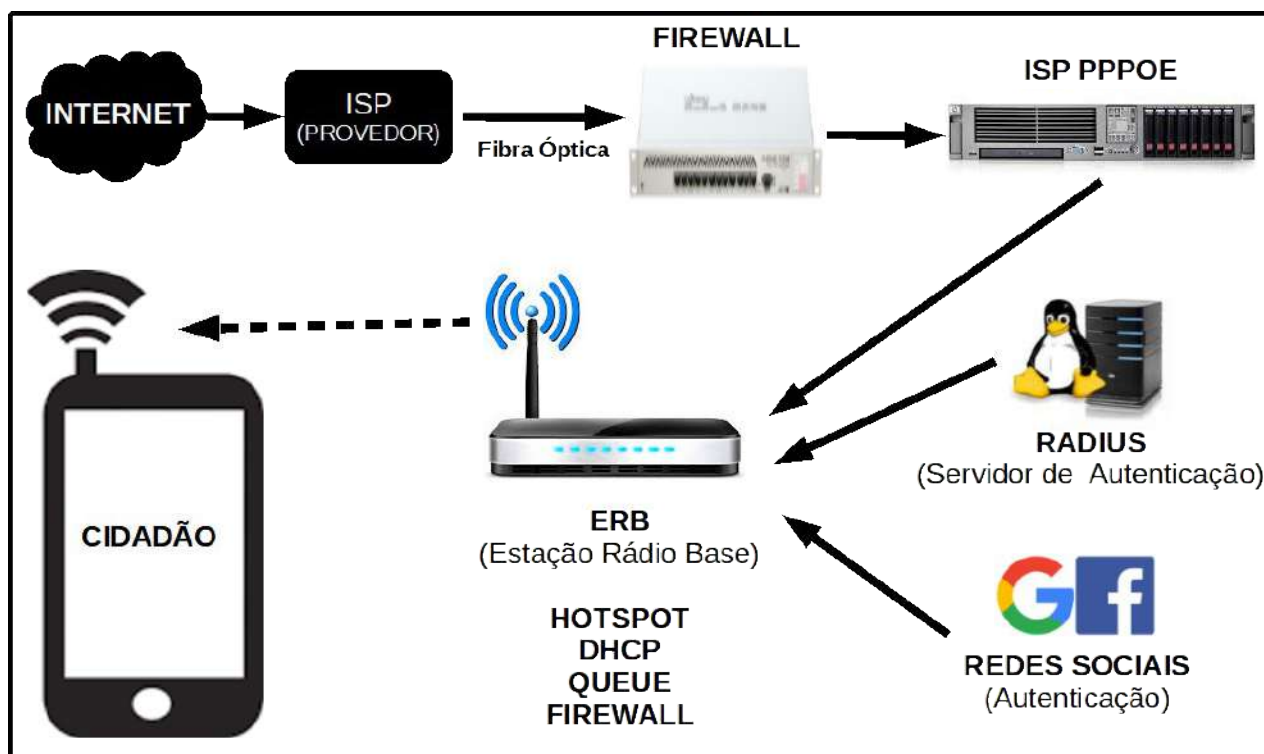 FIREWALL
ISP PPPOE
INTERNET
ISP
(PROVEDOR)
Fibra Óptica
RADIUS
(Servidor de Autenticação)
CIDADÃO
ERB
(Estação Rádio Base)
HOTSPOT
DHCP
QUEUE
FIREWALL
REDES SOCIAIS
(Autenticação)